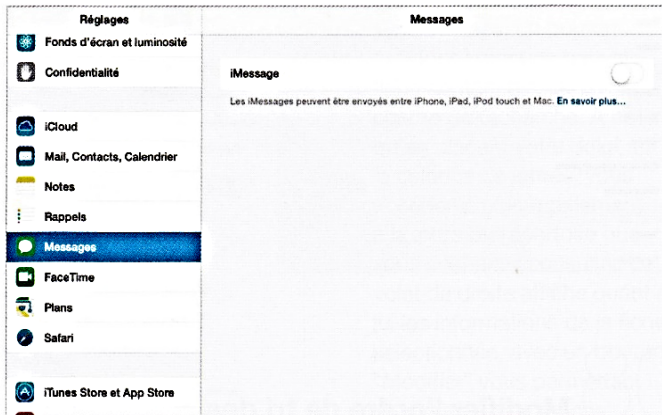 Réglages
Messages
Fonds d'écran et luminosité
Confidentialité
iCloud
Mail, Contacts, Calendrier
Notes
Rappels
Messages
FaceTime
Plans
Safari
iTunes Store et App Store
iMessage
Les iMessages peuvent être envoyés entre iPhone, iPad, iPod touch et Mac. En savoir plus...